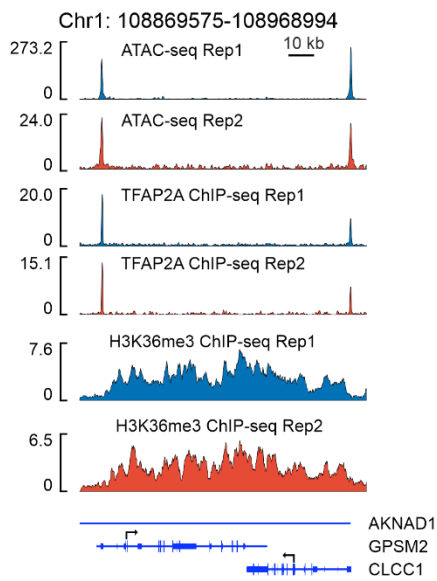 Chr1: 108869575-108968994
10 kb
273.2
ATAC-seq Rep1
0
24.0
ATAC-seq Rep2
0
20.0
TFAP2A ChIP-seq Rep1
0
15.1
TFAP2A ChIP-seq Rep2
0
7.6
H3K36me3 ChIP-seq Rep1
0
6.5
H3K36me3 ChIP-seq Rep2
0
AKNAD1
GPSM2
CLCC1